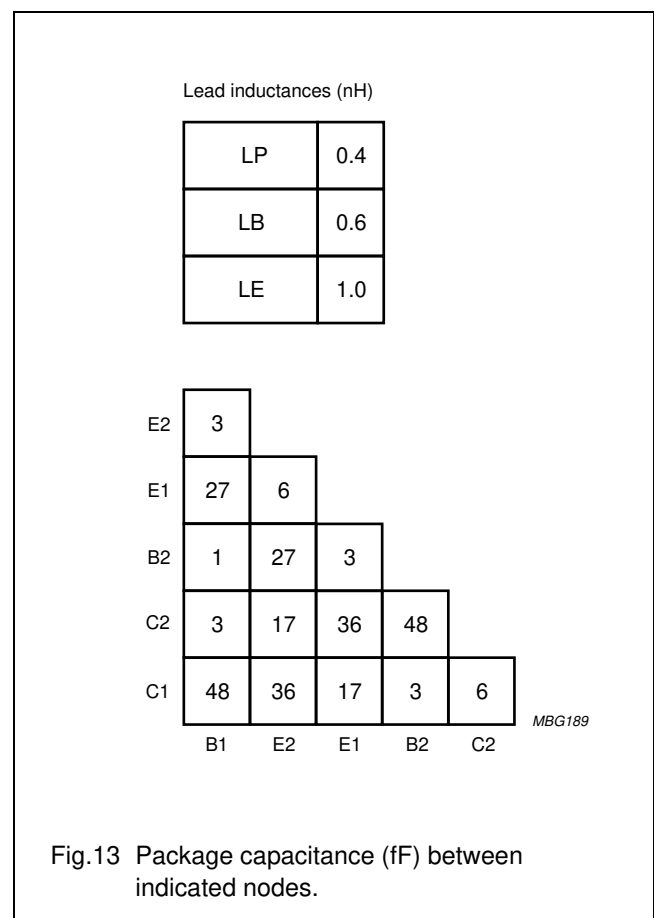 Lead inductances (nH)
LP 0.4
LB 0.6
LE 1.0
E2 3
E1 27 6
B2 1 27 3
C2 3 17 36 48
C1 48 36 17 3 6
MBG189
B1 E2 E1 B2 C2
Fig.13 Package capacitance (fF) between
indicated nodes.